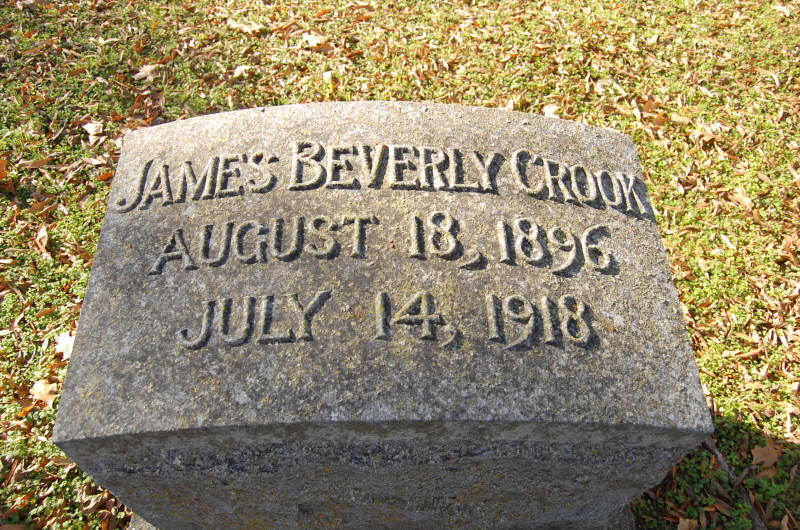 JAMES BEVERLY CROOK
AUGUST 18, 1896
JULY 14, 1918